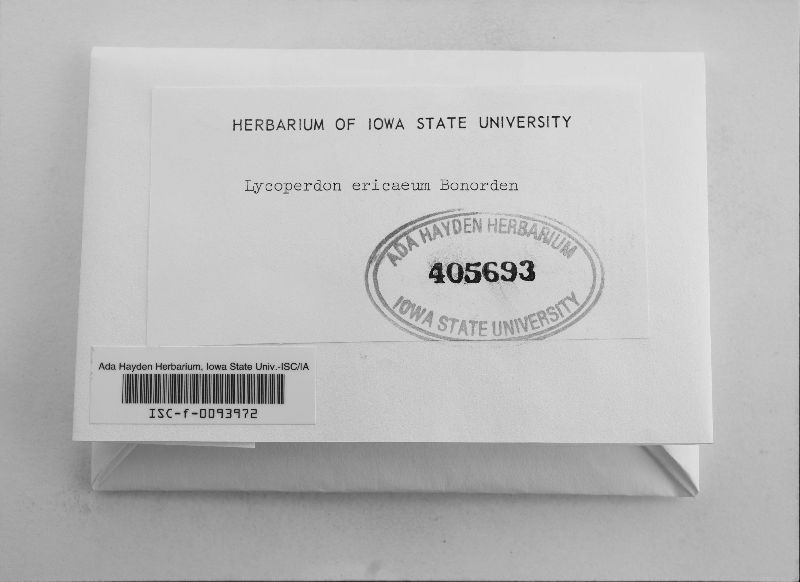 HERBARIUM OF IOWA STATE UNIVERSITY
Lycoperdon ericaeum Bonorden
ADA HAYDEN HERBARIUM
405693
IOWA STATE UNIVERSITY
Ada Hayden Herbarium, Iowa State Univ.-ISC/IA
ISC-f-0093972